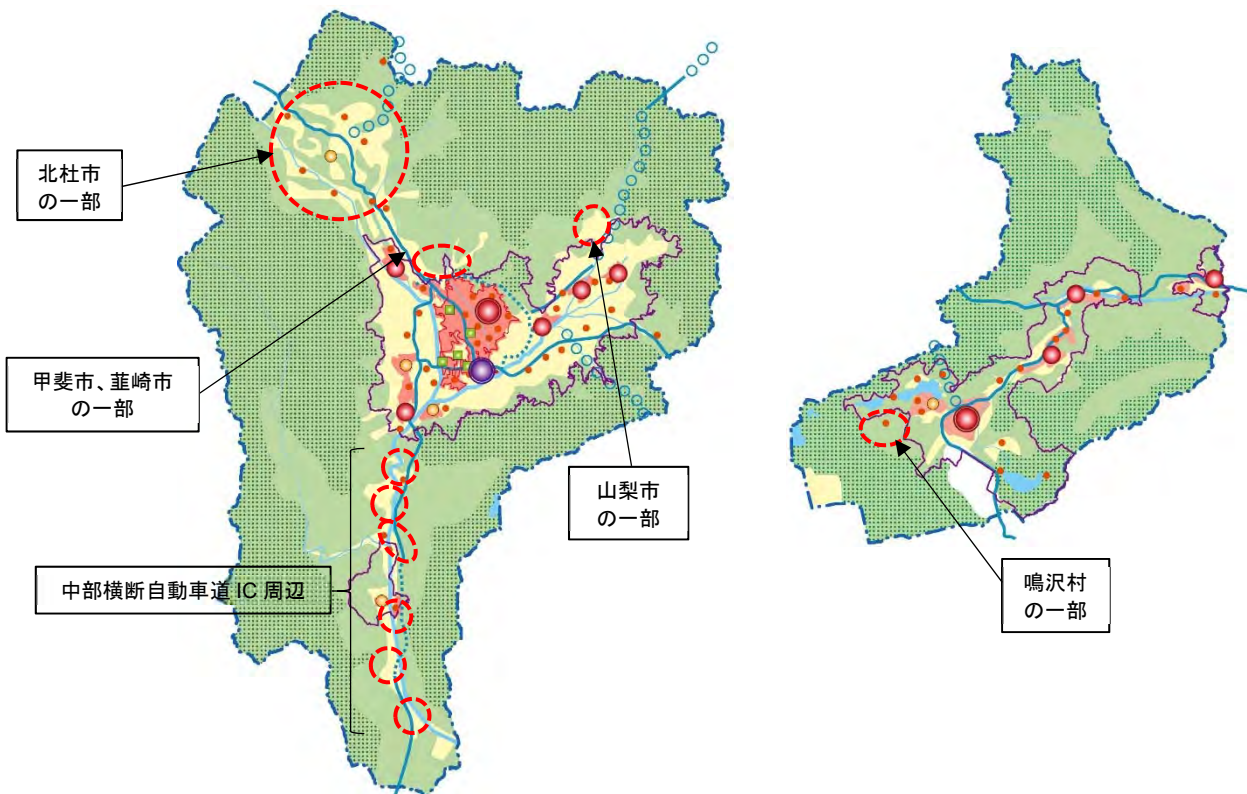 北杜市
の一部
甲斐市、韮崎市
の一部
中部横断自動車道 IC 周辺
山梨市
の一部
鳴沢村
の一部